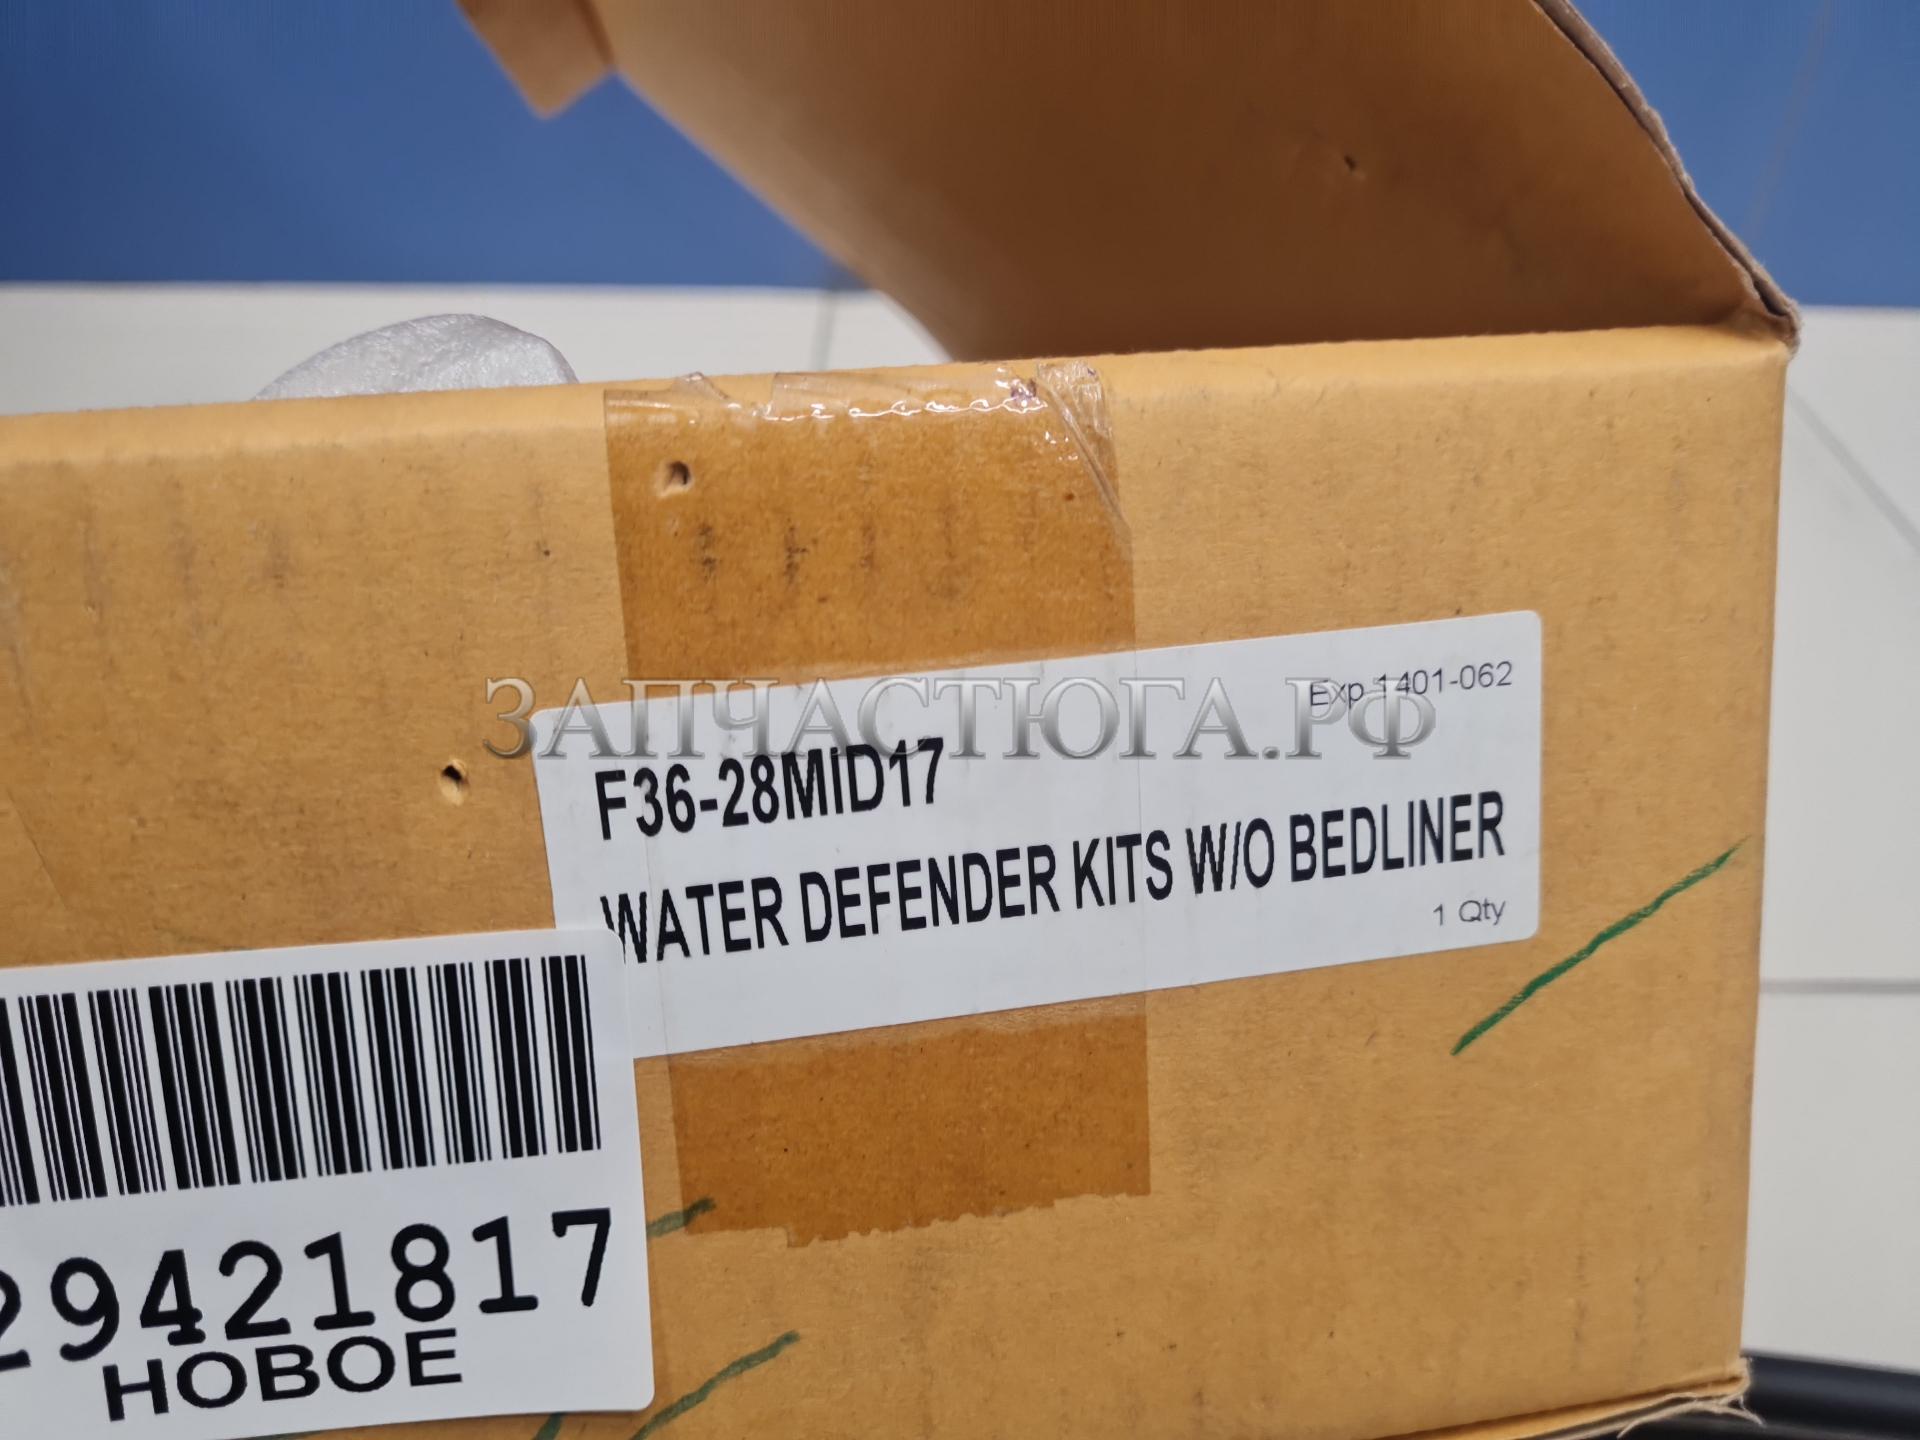 ЗАПЧАСТЮГА.РФ
Exp 1401-062
F36-28MID17
WATER DEFENDER KITS W/O BEDLINER
1 Qty
29421817
НОВОЕ